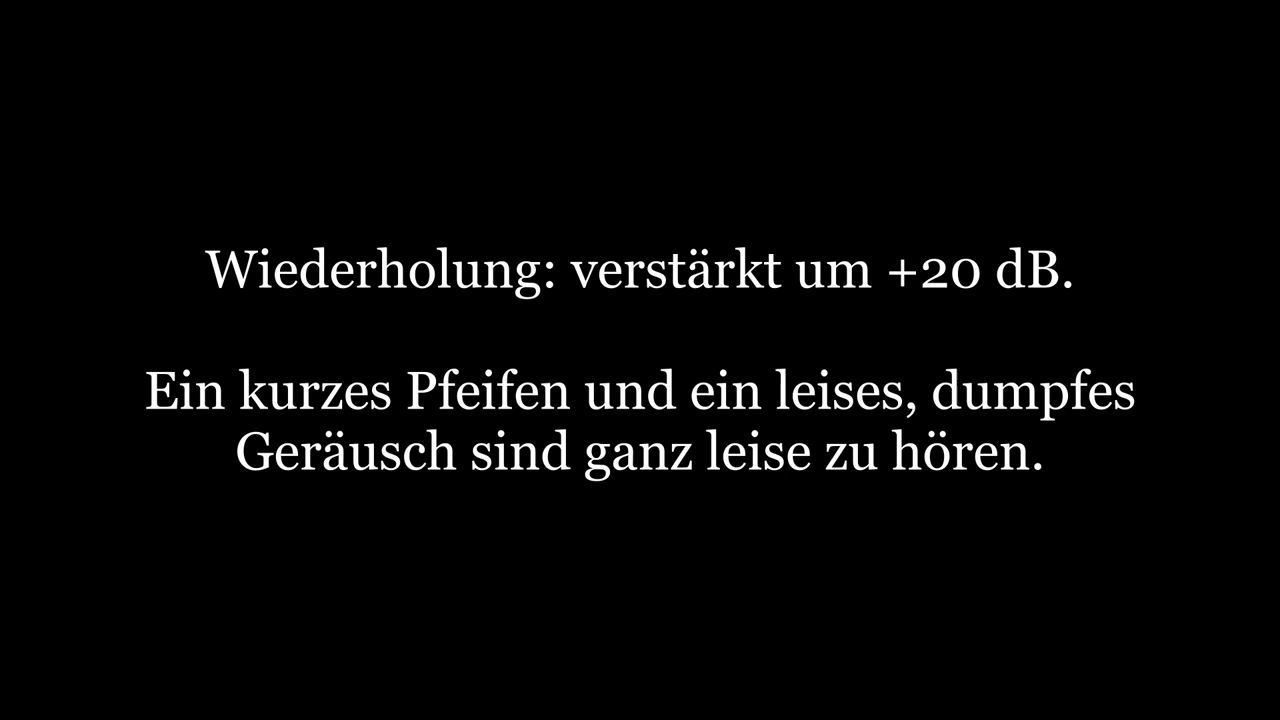 Wiederholung: verstärkt um +20 dB.
Ein kurzes Pfeifen und ein leises, dumpfes
Geräusch sind ganz leise zu hören.